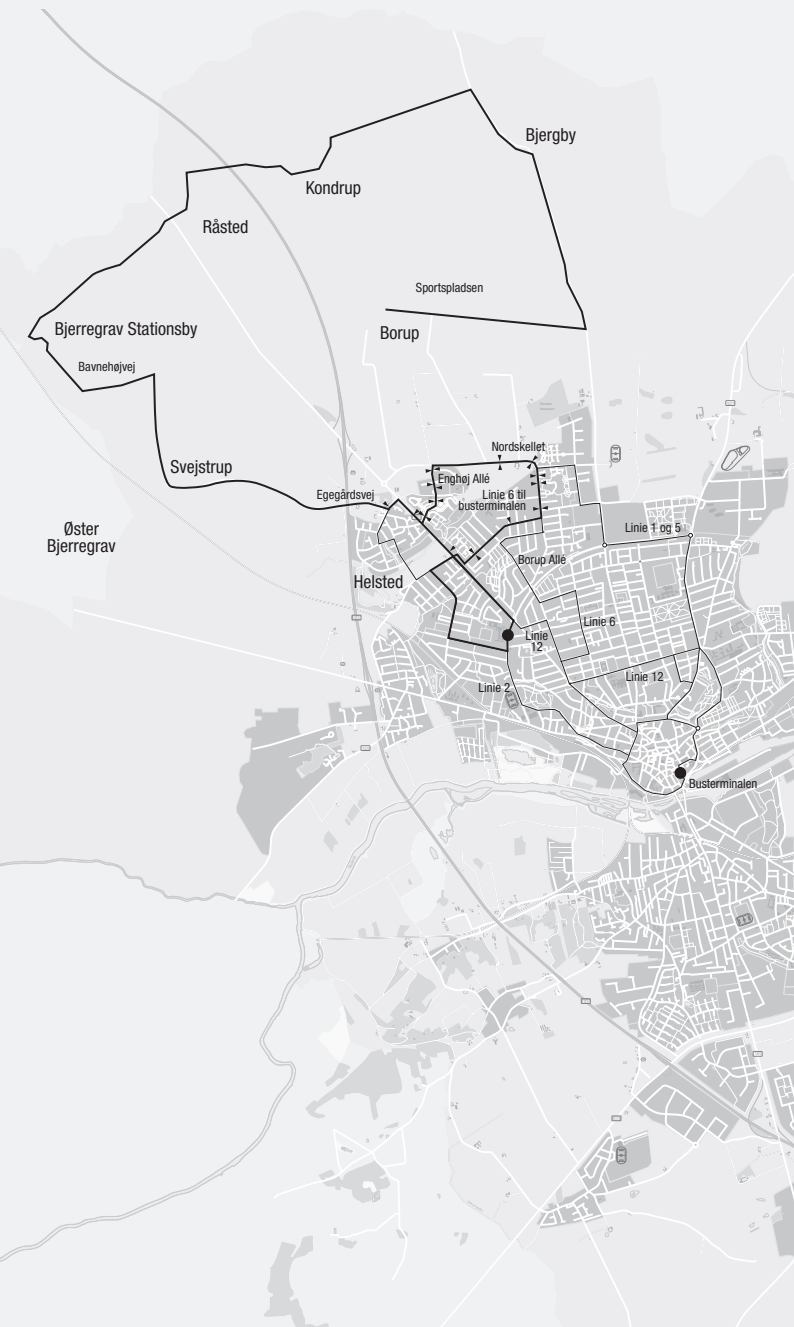 Bjergby
Kondrup
Råsted
Sportspladsen
Bjerregrav Stationsby
Borup
Bavnehøjvej
Nordskellet
Svejstrup
Enghøj Allé
Egegårdsvej
Linie 6 til
busterminalen
Øster
Bjerregrav
Linie 1 og 5
Borup Allé
Helsted
Linie 6
Linie
12
Linie 12
Linie 2
Busterminalen